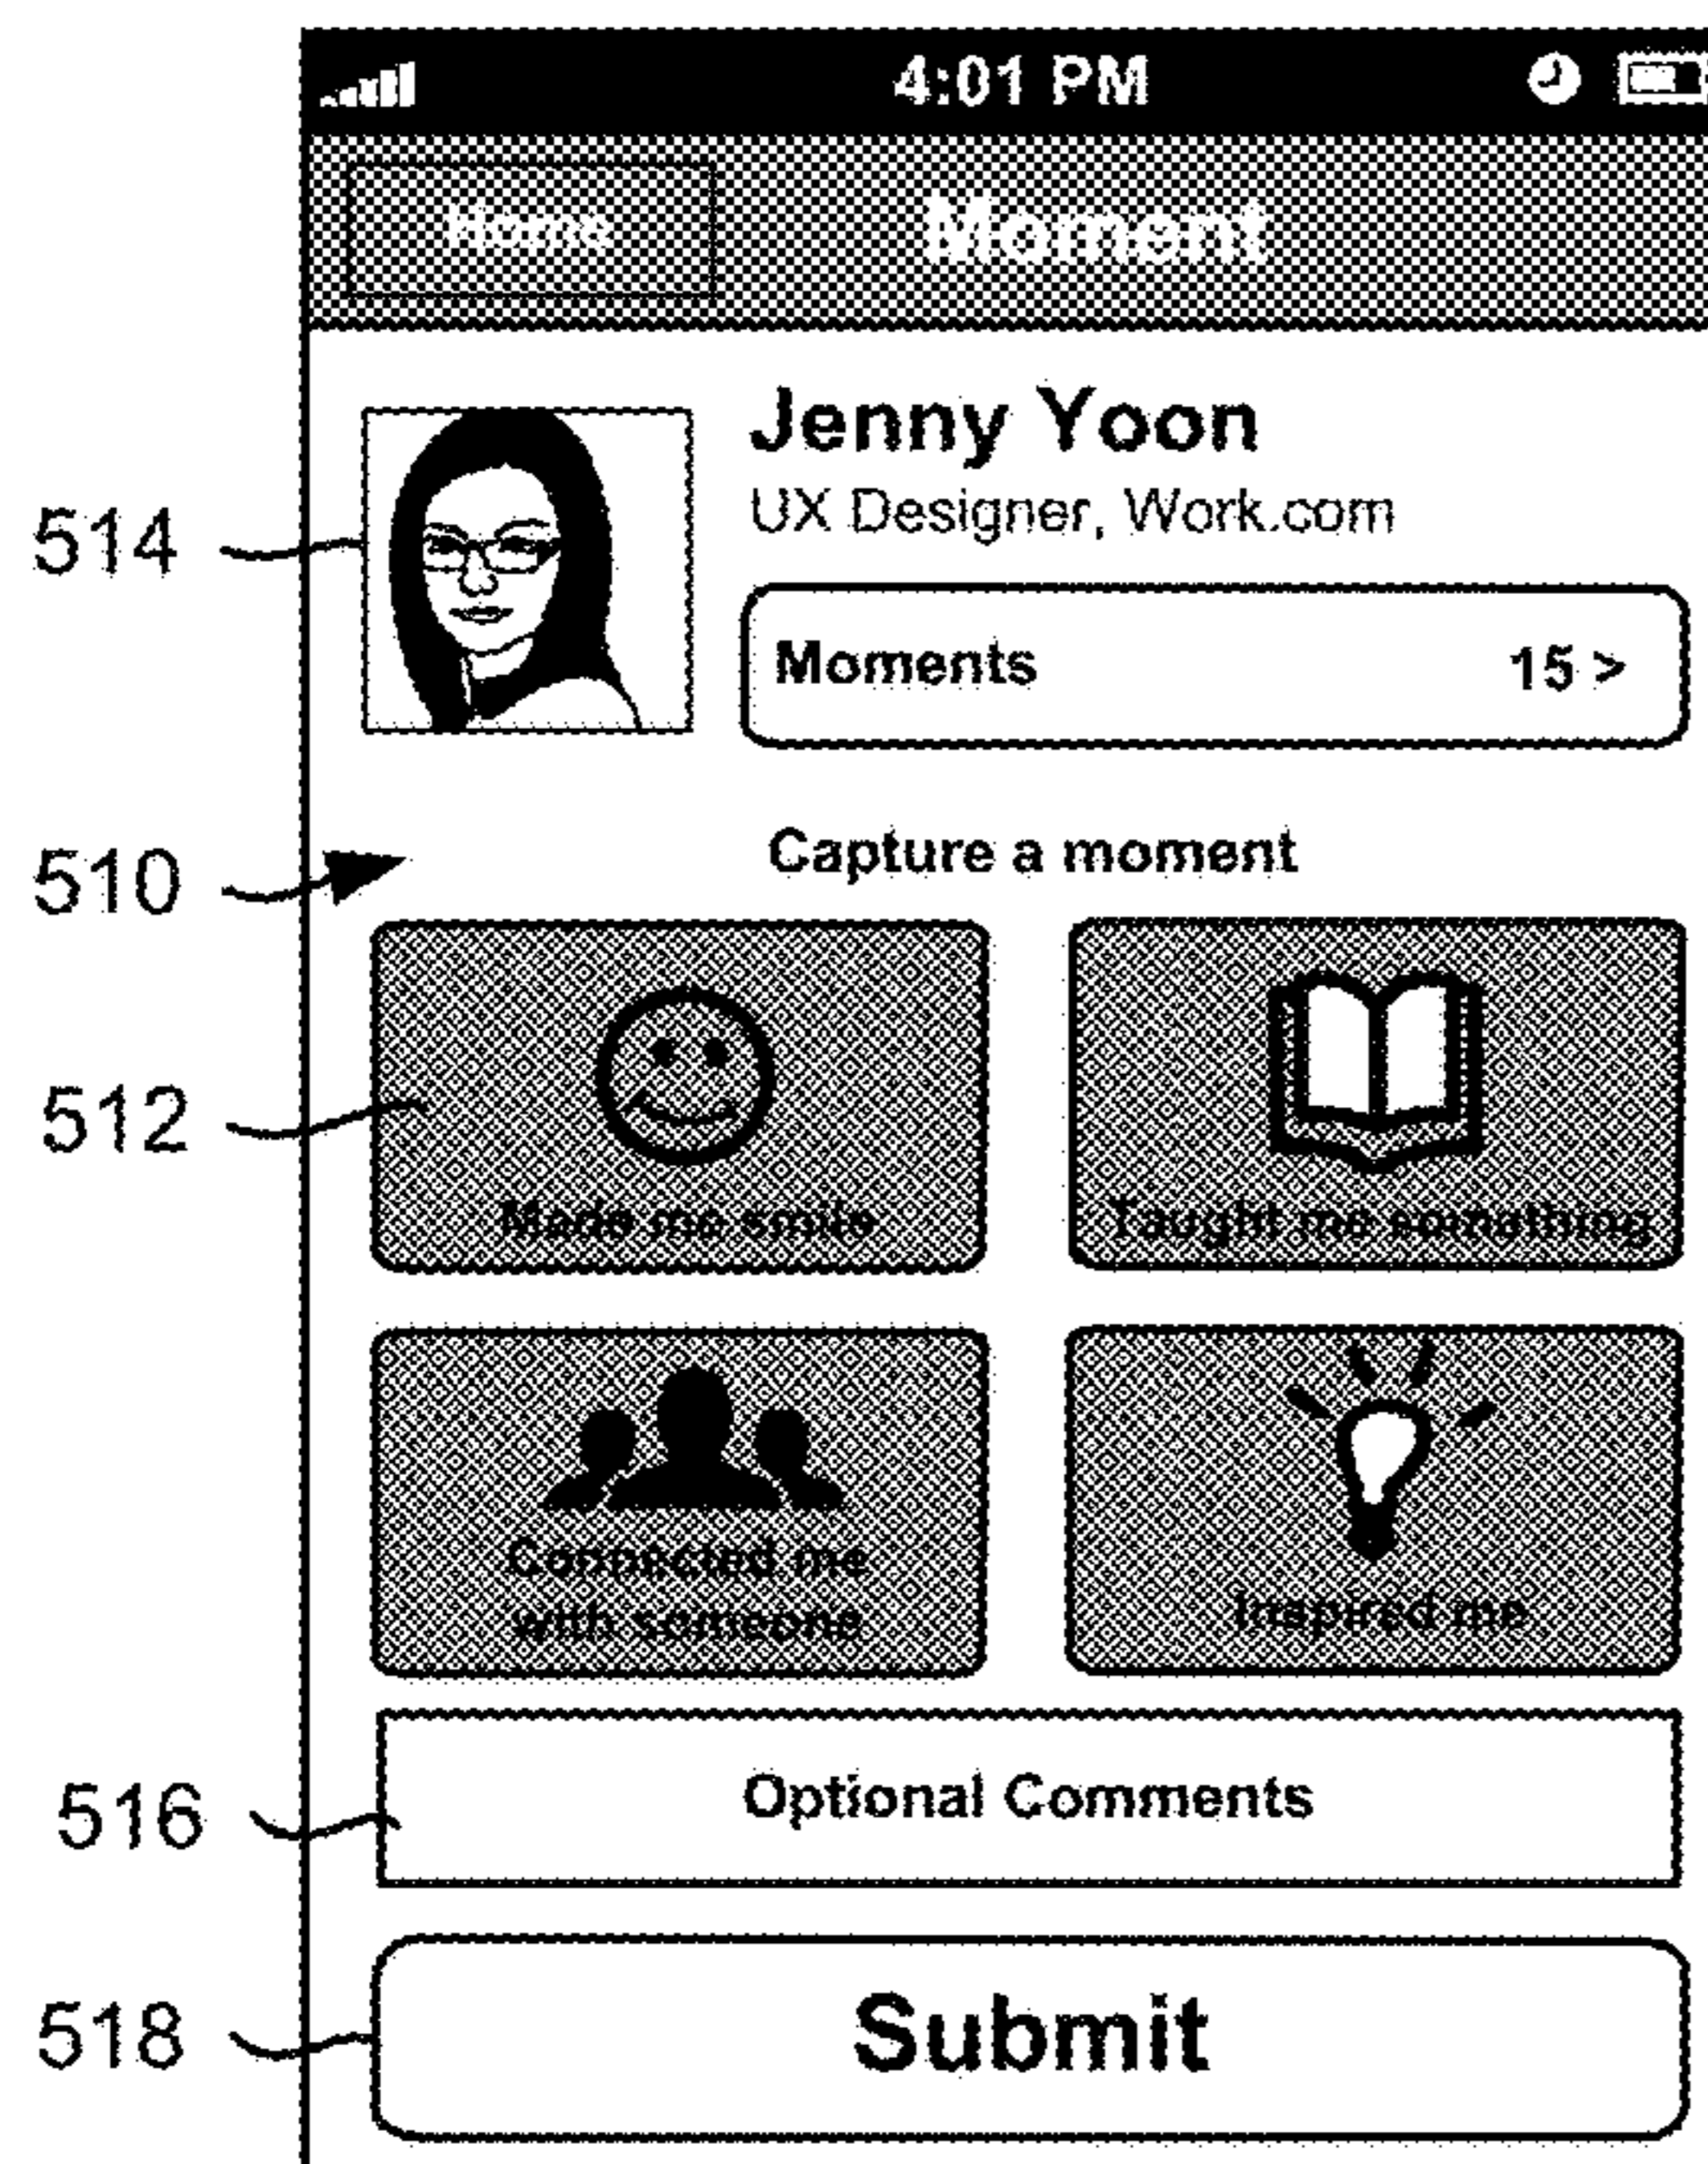 4:01 PM
Home
Moment
Jenny Yoon
514
UX Designer, Work.com
Moments 15 >
510
Capture a moment
512
Made me smile
Taught me something
Connected me
with someone
Inspired me
516
Optional Comments
518
Submit